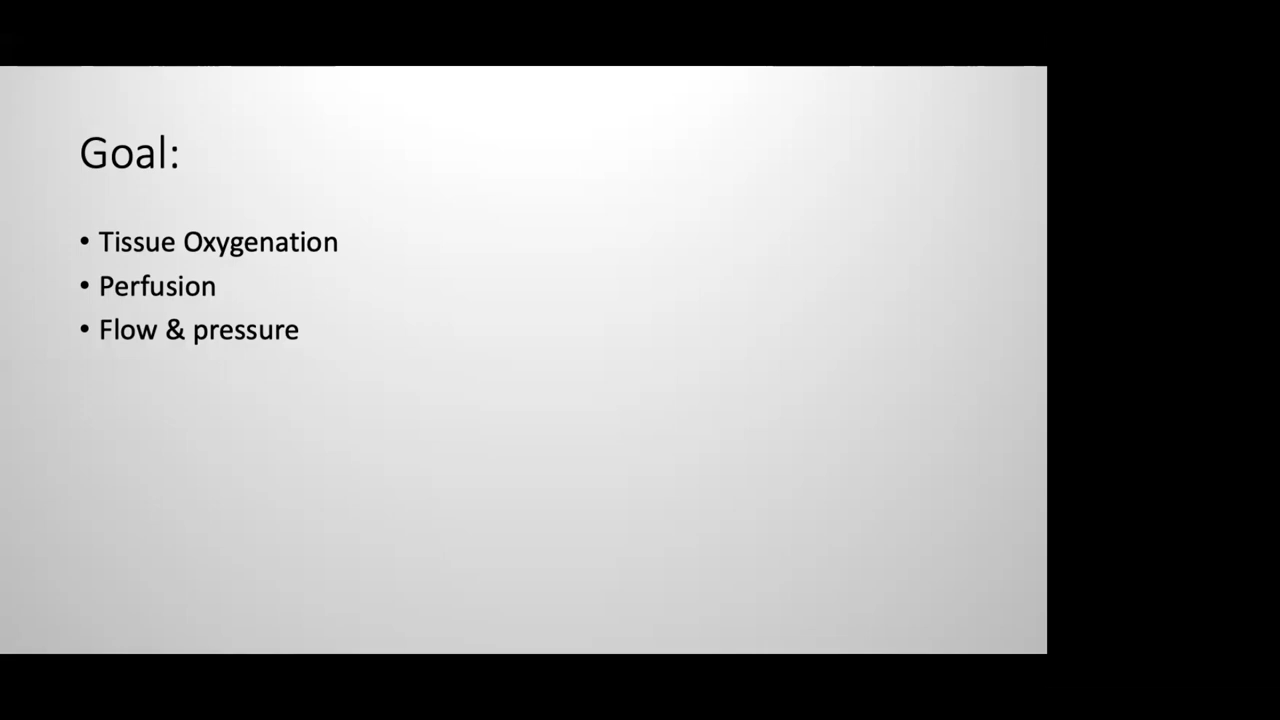 Goal:
• Tissue Oxygenation
• Perfusion
• Flow & pressure